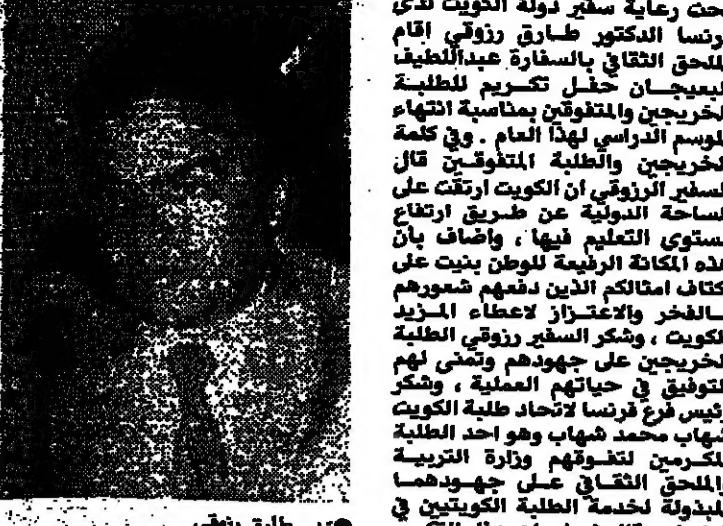 تحت رعاية سفير دولة الكويت لدى
فرنسا الدكتور طارق رزوقي اقام
الملحق الثقافي بالسفارة عبداللطيف
البعيجان حفل تكريم للطلبة
الخريجين والمتفوقين بمناسبة انتهاء
الموسم الدراسي لهذا العام . وفي كلمة
للخريجين والطلبة المتفوقين قال
السفير الرزوقي ان الكويت ارتقت على
الساحة الدولية عن طريق ارتفاع
مستوى التعليم فيها ، واضاف بان
هذه المكانة الرفيعة للوطن بنيت على
اكتاف امثالكم الذين دفعهم شعورهم
بالفخر والاعتزاز لاعطاء المزيد
للكويت ، وشكر السفير رزوقي الطلبة
الخريجين على جهودهم وتمنى لهم
التوفيق في حياتهم العملية ، وشكر
رئيس فرع فرنسا لاتحاد طلبة الكويت
شهاب محمد شهاب وهو احد الطلبة
المكرمين لتفوقهم وزارة التربية
والملحق الثقافي على جهودهما
المبذولة لخدمة الطلبة الكويتيين في
● د. طارق رزوقي